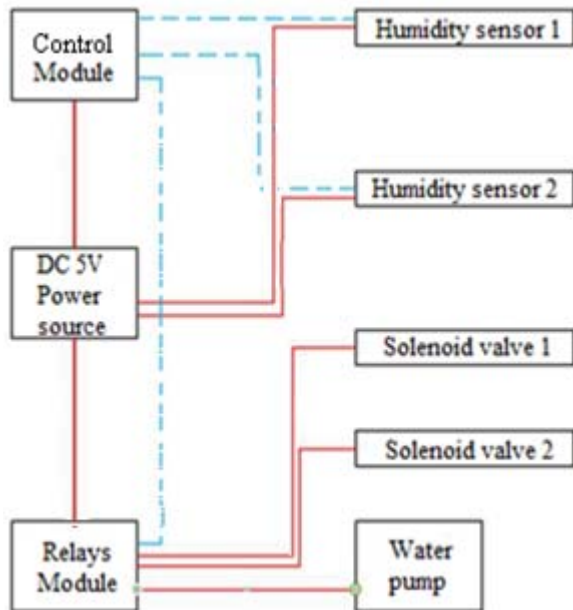 Control
Module
Humidity sensor 1
Humidity sensor 2
DC 5V
Power
source
Solenoid valve 1
Solenoid valve 2
Relays
Module
Water
pump